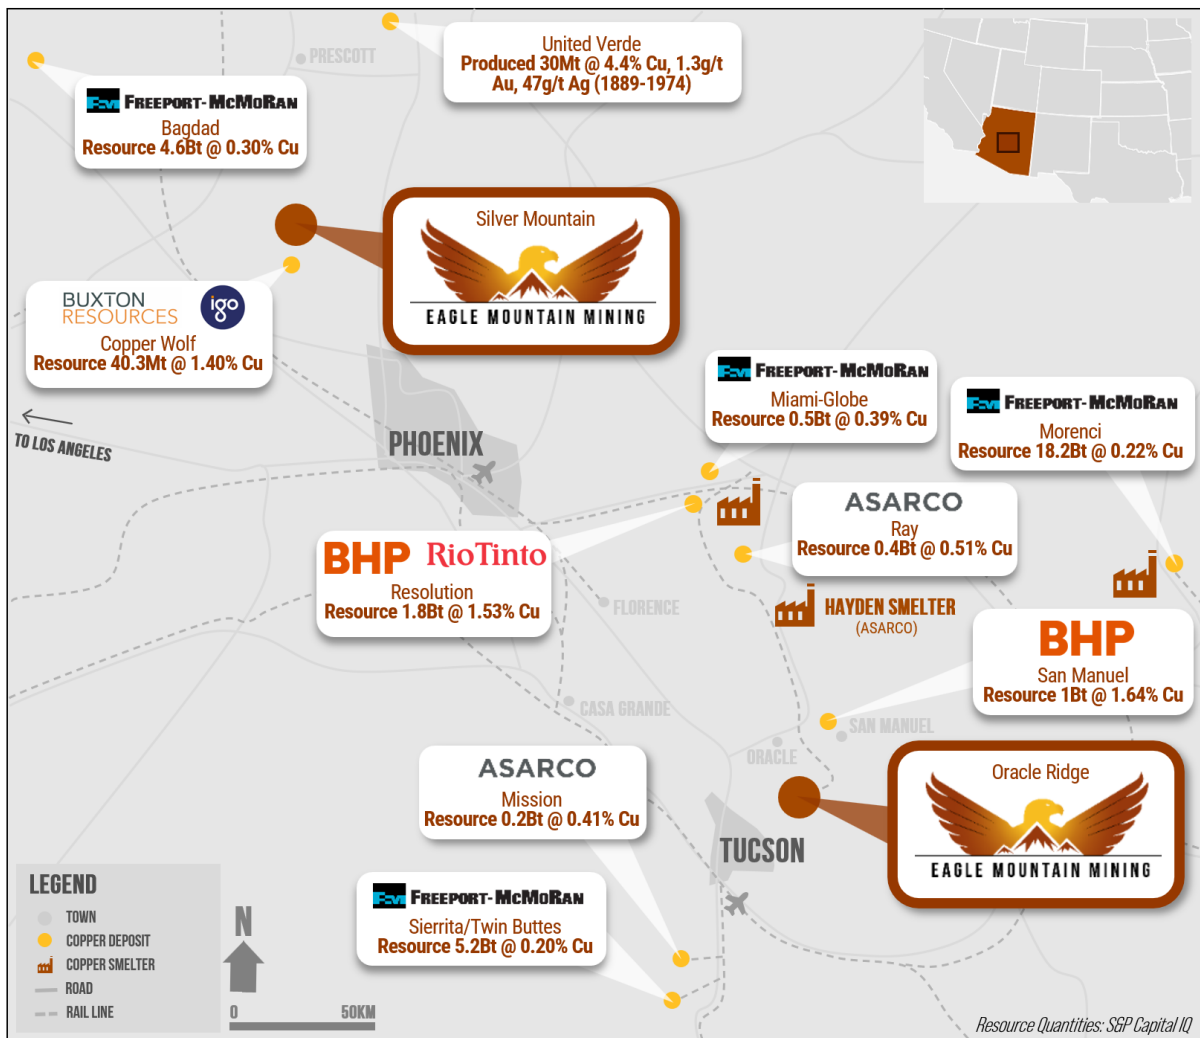 PRESCOTT
United Verde
Produced 30Mt @ 4.4% Cu, 1.3g/t
Au, 47g/t Ag (1889-1974)
FCX FREEPORT-McMoRAN
Bagdad
Resource 4.6Bt @ 0.30% Cu
Silver Mountain
EAGLE MOUNTAIN MINING
BUXTON
RESOURCES
igo
Copper Wolf
Resource 40.3Mt @ 1.40% Cu
TO LOS ANGELES
PHOENIX
FREEPORT-McMoRAN
Miami-Globe
Resource 0.5Bt @ 0.39% Cu
FREEPORT-McMoRAN
Morenci
Resource 18.2Bt @ 0.22% Cu
ASARCO
Ray
Resource 0.4Bt @ 0.51% Cu
BHP RioTinto
Resolution
Resource 1.8Bt @ 1.53% Cu
FLORENCE
HAYDEN SMELTER
(ASARCO)
BHP
San Manuel
Resource 1Bt @ 1.64% Cu
CASA GRANDE
SAN MANUEL
ORACLE
ASARCO
Mission
Resource 0.2Bt @ 0.41% Cu
Oracle Ridge
EAGLE MOUNTAIN MINING
TUCSON
FREEPORT-McMoRAN
Sierrita/Twin Buttes
Resource 5.2Bt @ 0.20% Cu
LEGEND
TOWN
COPPER DEPOSIT
COPPER SMELTER
ROAD
RAIL LINE
N
0 50KM
Resource Quantities: S&P Capital IQ